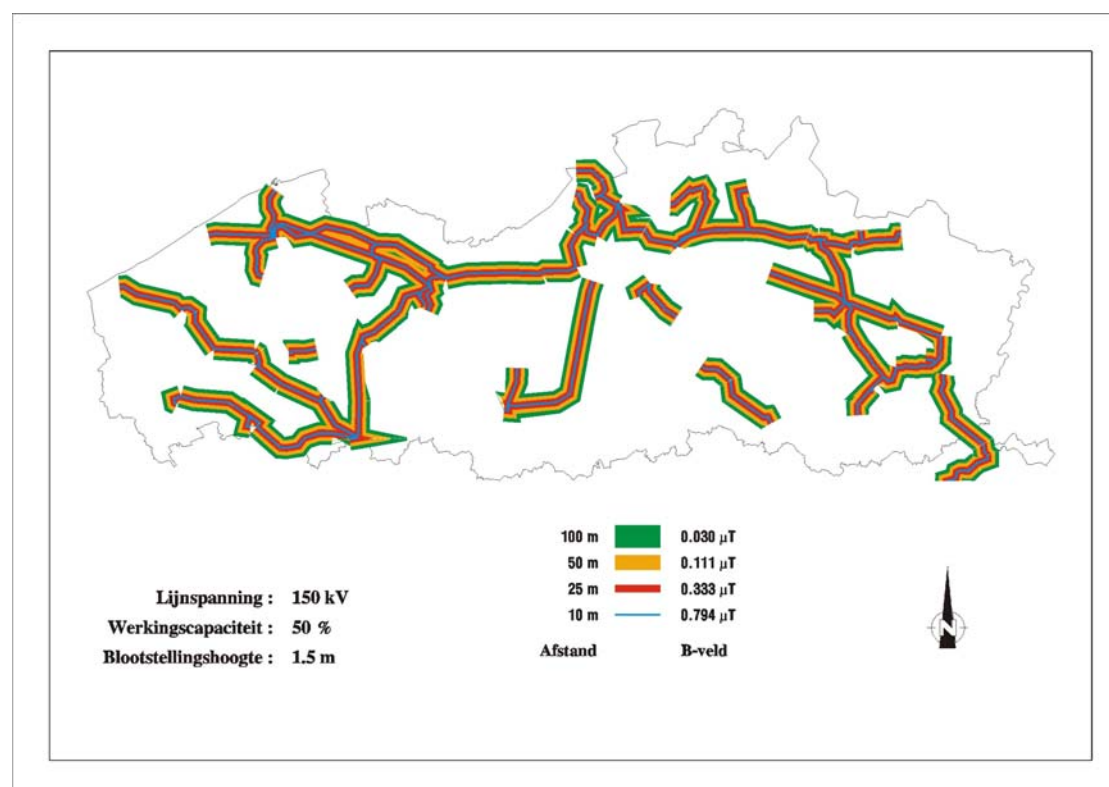 100 m 0.030 µT
50 m 0.111 µT
25 m 0.333 µT
10 m 0.794 µT
Afstand B-veld
Lijnspanning : 150 kV
Werkingscapaciteit : 50 %
Blootstellingshoogte : 1.5 m
N